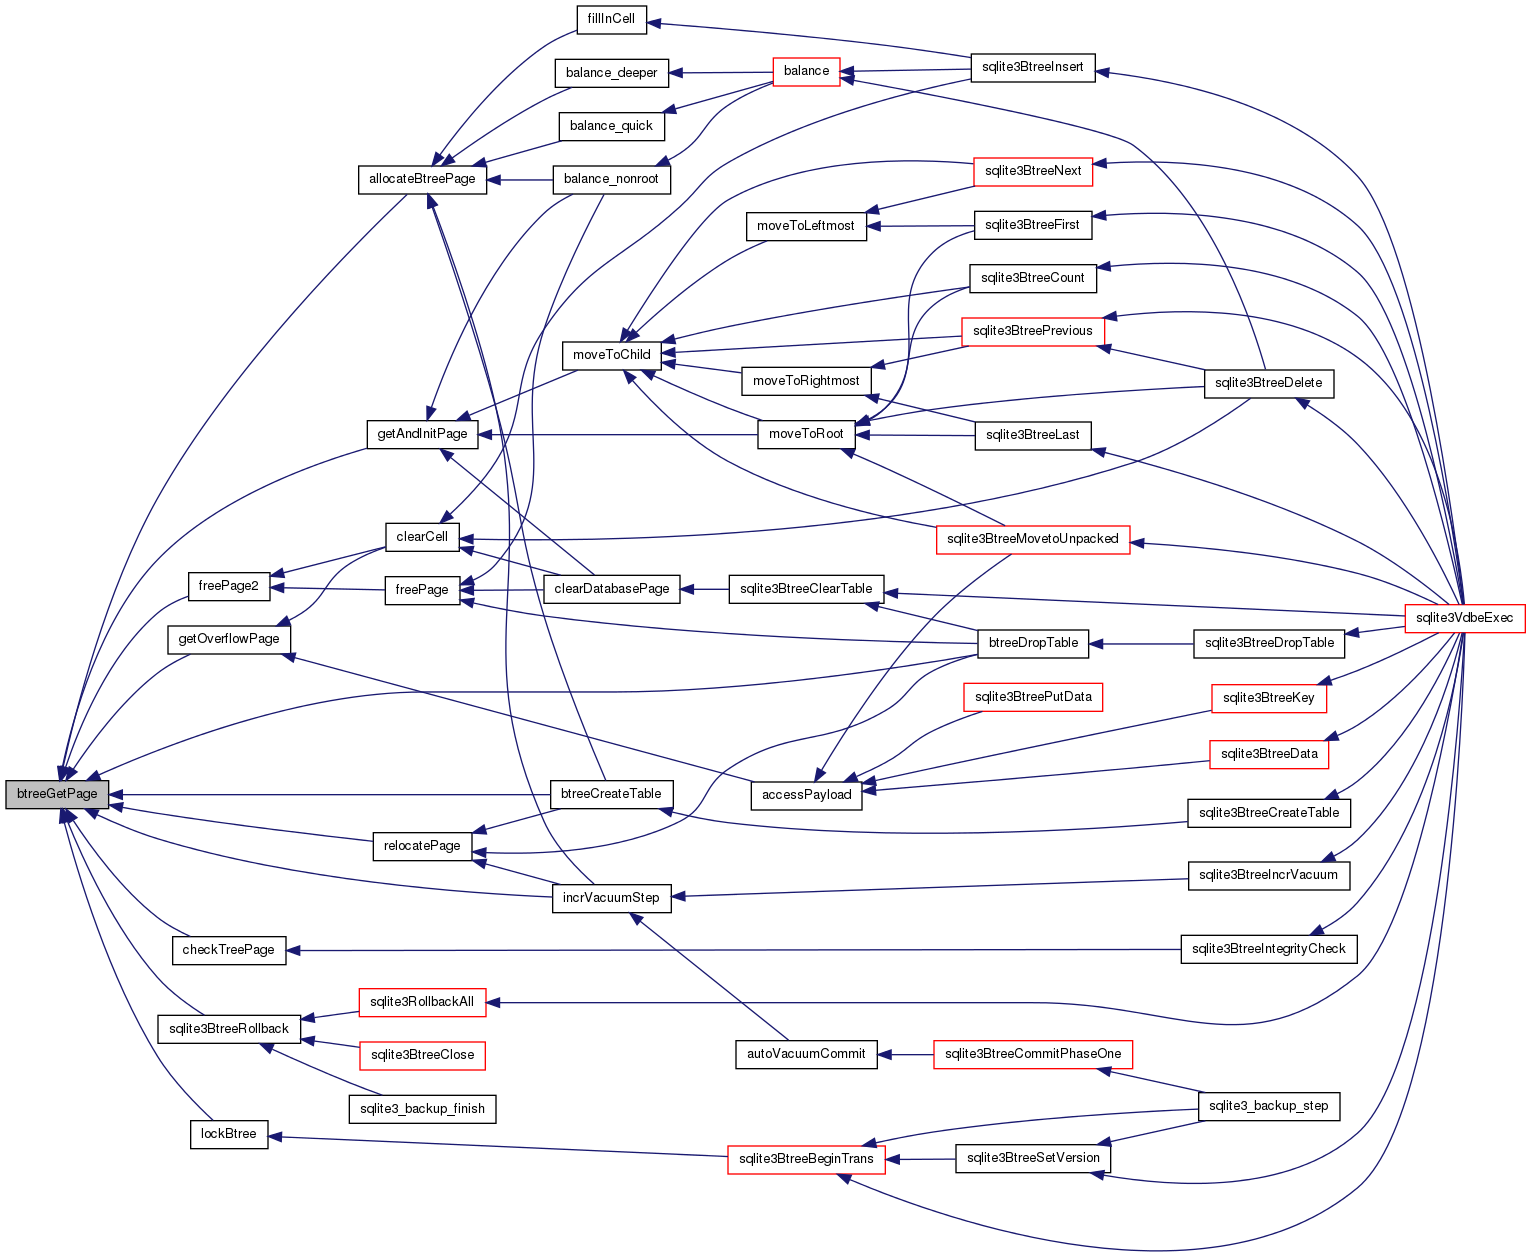 fillInCell
sqlite3BtreeInsert
balance_deeper
balance
balance_quick
allocateBtreePage
balance_nonroot
sqlite3BtreeNext
moveToLeftmost
sqlite3BtreeFirst
sqlite3BtreeCount
sqlite3BtreePrevious
moveToChild
moveToRightmost
sqlite3BtreeDelete
getAndInitPage
moveToRoot
sqlite3BtreeLast
clearCell
sqlite3BtreeMovetoUnpacked
freePage2
freePage
clearDatabasePage
sqlite3BtreeClearTable
sqlite3VdbeExec
getOverflowPage
btreeDropTable
sqlite3BtreeDropTable
sqlite3BtreePutData
sqlite3BtreeKey
sqlite3BtreeData
btreeGetPage
btreeCreateTable
accessPayload
sqlite3BtreeCreateTable
relocatePage
sqlite3BtreeIncrVacuum
incrVacuumStep
checkTreePage
sqlite3BtreeIntegrityCheck
sqlite3RollbackAll
sqlite3BtreeRollback
sqlite3BtreeClose
autoVacuumCommit
sqlite3BtreeCommitPhaseOne
sqlite3_backup_finish
sqlite3_backup_step
lockBtree
sqlite3BtreeBeginTrans
sqlite3BtreeSetVersion